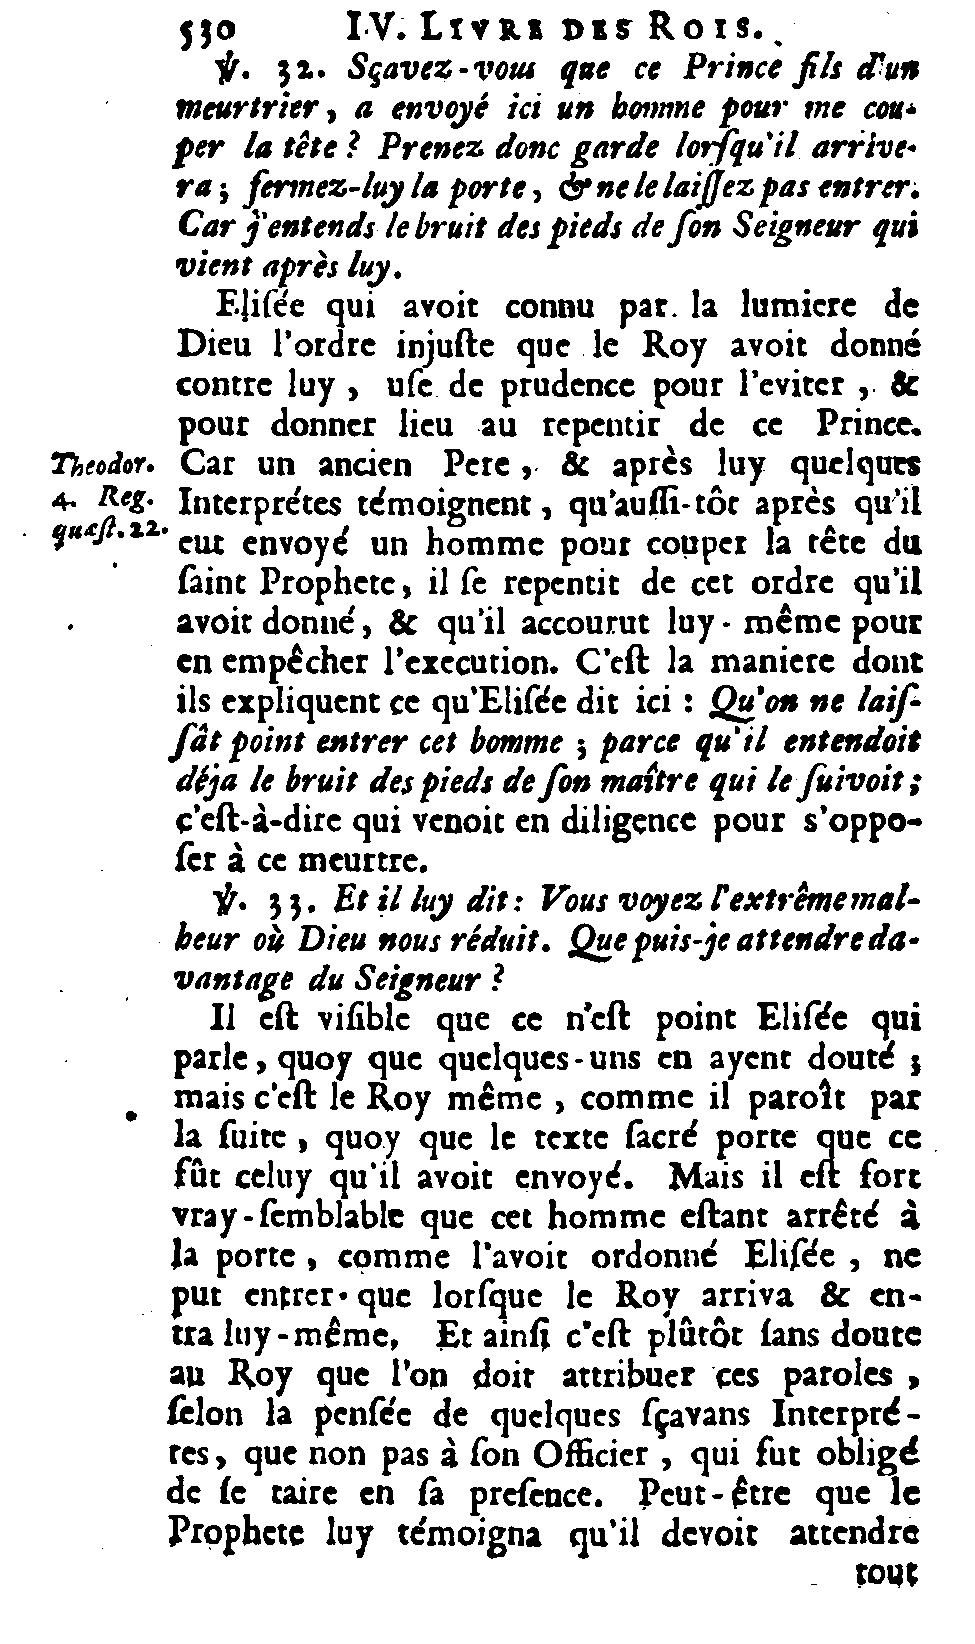 530 IV. LIVRE DES ROIS.
℣. 32. Sçavez-vous que ce Prince fils d'un
meurtrier, a envoyé ici un homme pour me cou-
per la tête ? Prenez donc garde lorſqu'il arrive-
ra ; fermez-luy la porte, & ne le laiſſez pas entrer.
Car j'entends le bruit des pieds de ſon Seigneur qui
vient après luy.
Eliſée qui avoit connu par la lumiere de
Dieu l'ordre injuſte que le Roy avoit donné
contre luy, uſe de prudence pour l'eviter, &
pour donner lieu au repentir de ce Prince.
Theodor. Car un ancien Pere, & après luy quelques
4. Reg. Interprétes témoignent, qu'auſſi-tôt après qu'il
quæſt. 22. eut envoyé un homme pour couper la tête du
ſaint Prophete, il ſe repentit de cet ordre qu'il
avoit donné, & qu'il accourut luy-même pour
en empêcher l'execution. C'eſt la maniere dont
ils expliquent ce qu'Eliſée dit ici : Qu'on ne laiſ-
ſât point entrer cet homme ; parce qu'il entendoit
déja le bruit des pieds de ſon maître qui le ſuivoit ;
c'eſt-à-dire qui venoit en diligence pour s'oppo-
ſer à ce meurtre.
℣. 33. Et il luy dit : Vous voyez l'extrême mal-
heur où Dieu nous réduit. Que puis-je attendre da-
vantage du Seigneur ?
Il eſt viſible que ce n'eſt point Eliſée qui
parle, quoy que quelques-uns en ayent douté ;
mais c'eſt le Roy même, comme il paroît par
la ſuite, quoy que le texte ſacré porte que ce
fût celuy qu'il avoit envoyé. Mais il eſt fort
vray-ſemblable que cet homme eſtant arrêté à
la porte, comme l'avoit ordonné Eliſée, ne
put entrer que lorſque le Roy arriva & en-
tra luy-même. Et ainſi c'eſt plûtôt ſans doute
au Roy que l'on doit attribuer ces paroles,
ſelon la penſée de quelques ſçavans Interpré-
tes, que non pas à ſon Officier, qui fut obligé
de ſe taire en ſa preſence. Peut-être que le
Prophete luy témoigna qu'il devoit attendre
tout